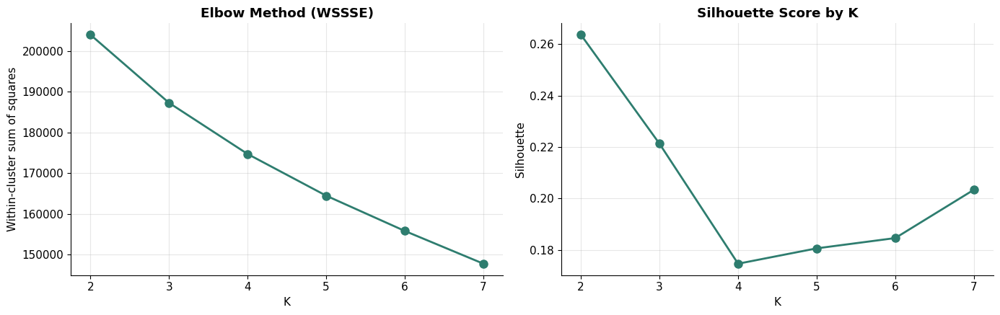 Elbow Method (WSSSE)
Within-cluster sum of squares
200000
190000
180000
170000
160000
150000
2 3 4 5 6 7
K
Silhouette Score by K
Silhouette
0.26
0.24
0.22
0.20
0.18
2 3 4 5 6 7
K